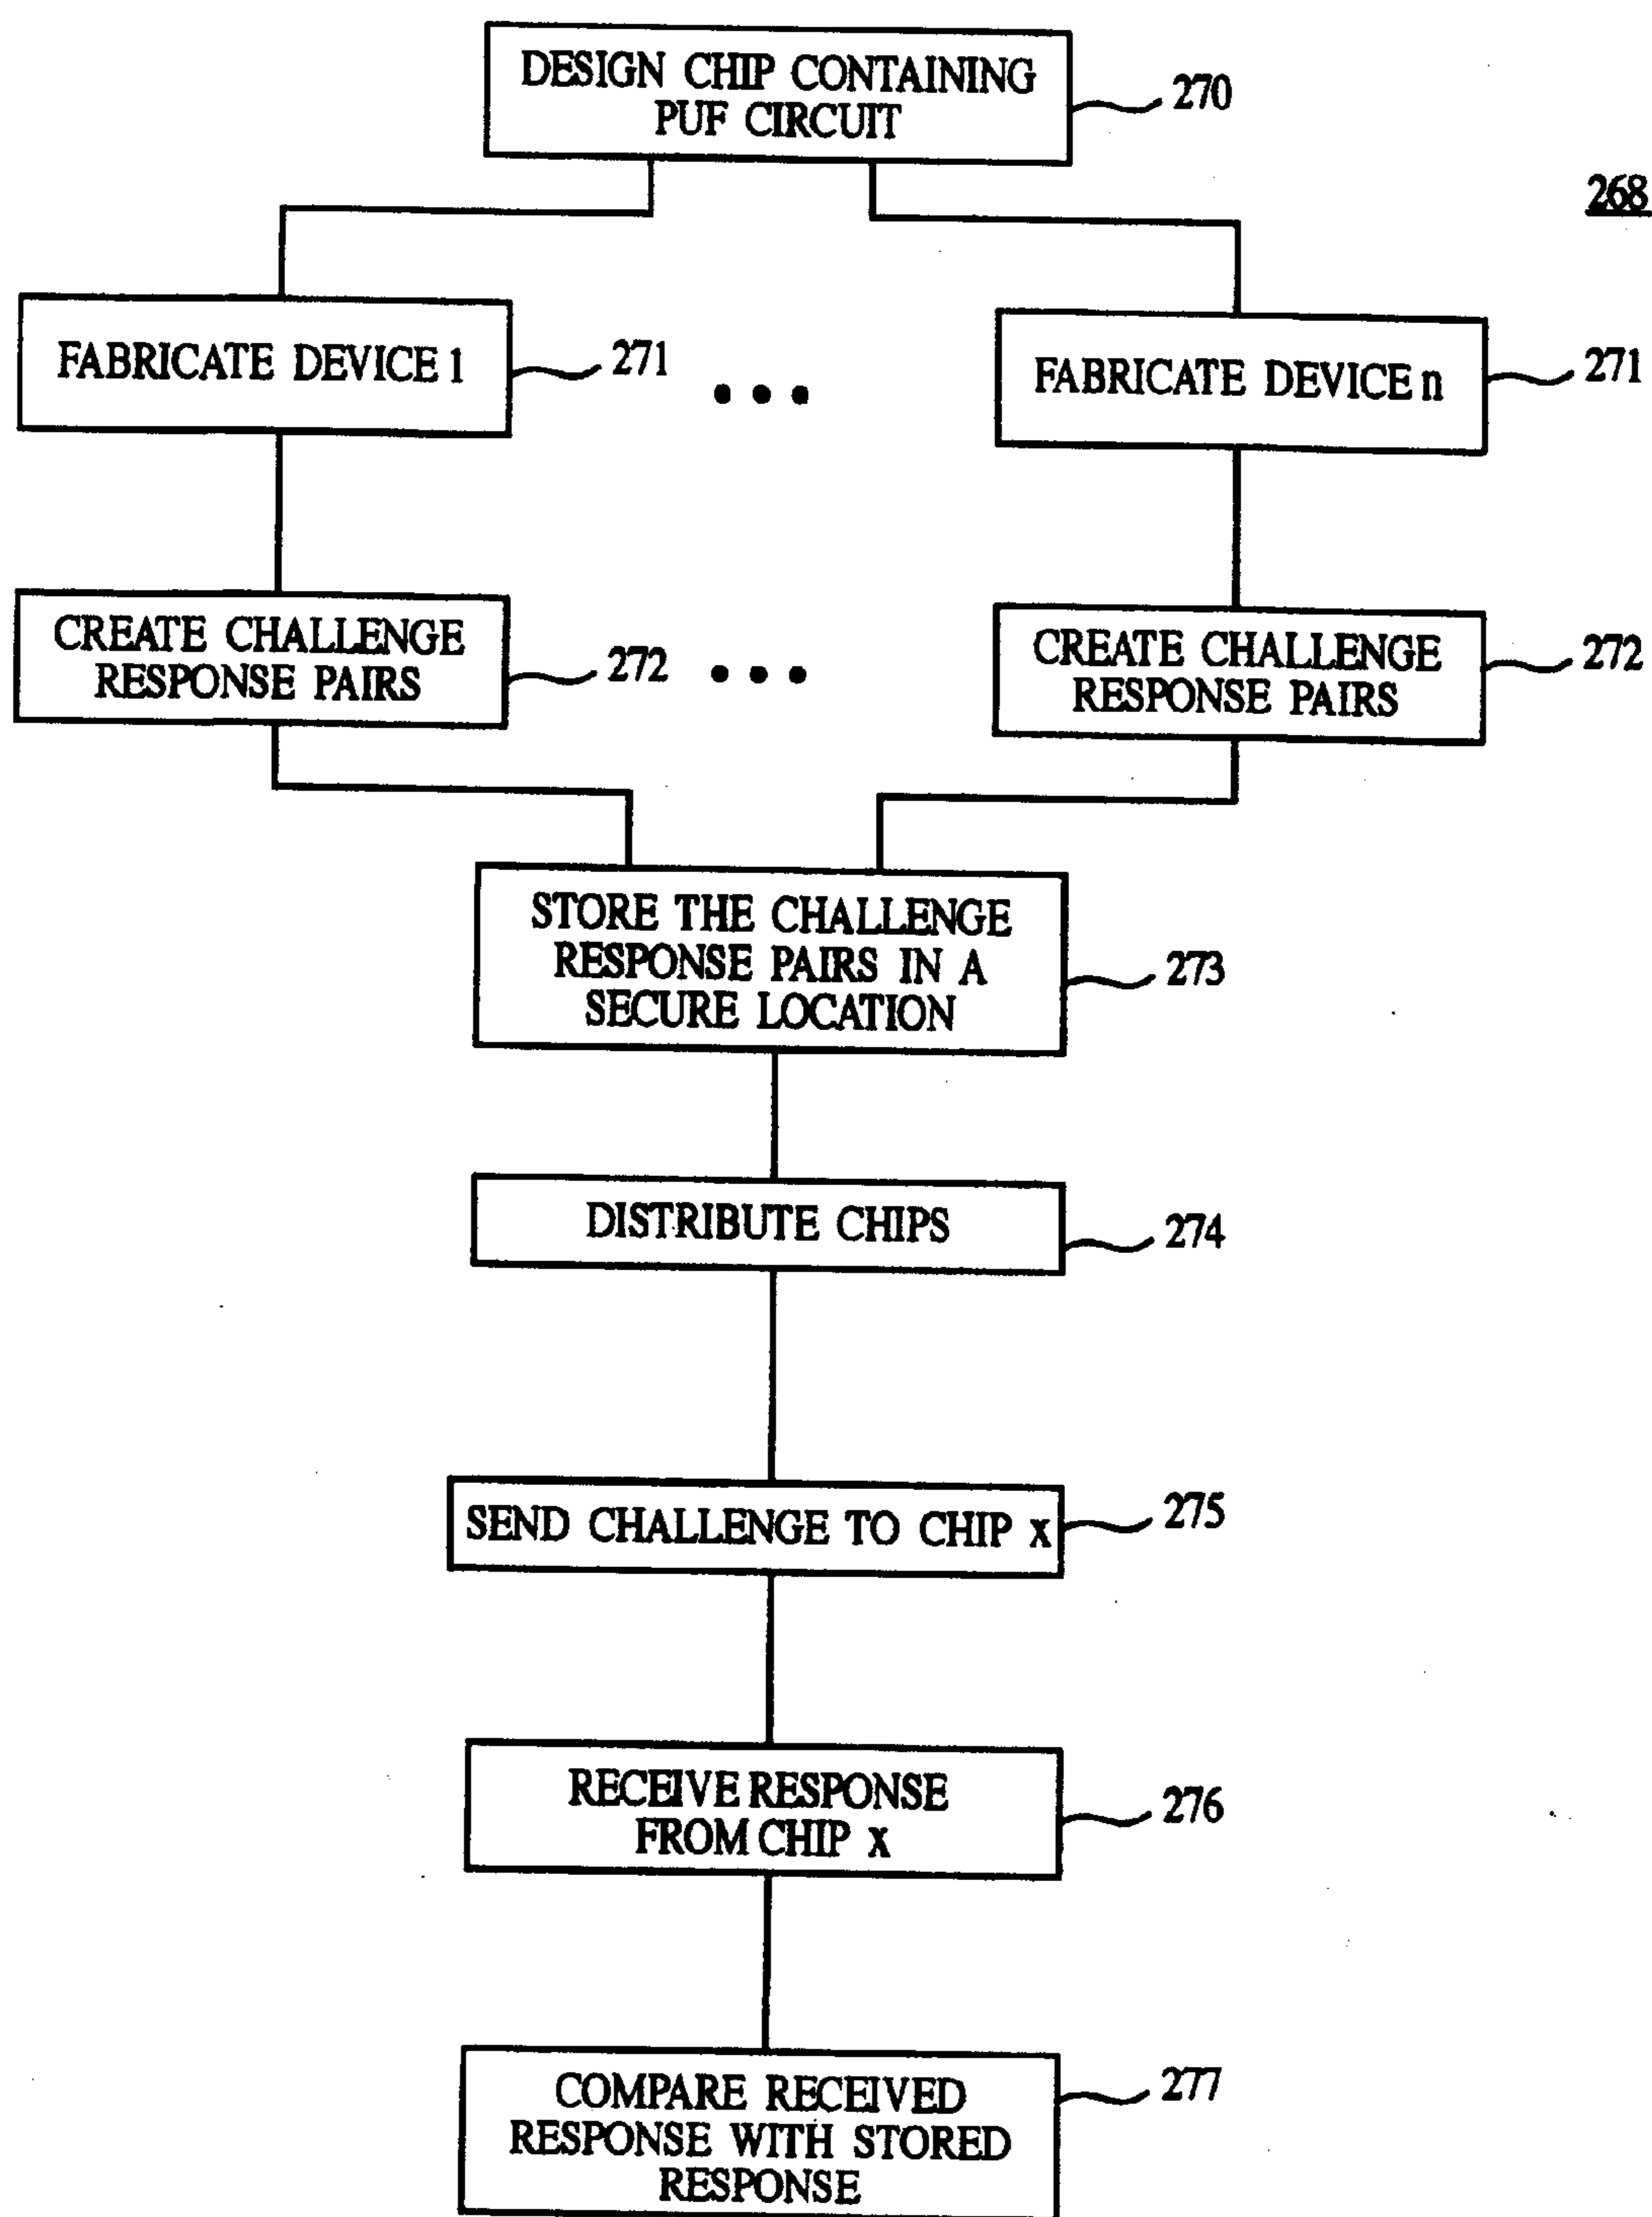 DESIGN CHIP CONTAINING
PUF CIRCUIT
270
268
FABRICATE DEVICE 1
271
• • •
FABRICATE DEVICE n
271
CREATE CHALLENGE
RESPONSE PAIRS
272
• • •
CREATE CHALLENGE
RESPONSE PAIRS
272
STORE THE CHALLENGE
RESPONSE PAIRS IN A
SECURE LOCATION
273
DISTRIBUTE CHIPS
274
SEND CHALLENGE TO CHIP x
275
RECEIVE RESPONSE
FROM CHIP x
276
COMPARE RECEIVED
RESPONSE WITH STORED
RESPONSE
277